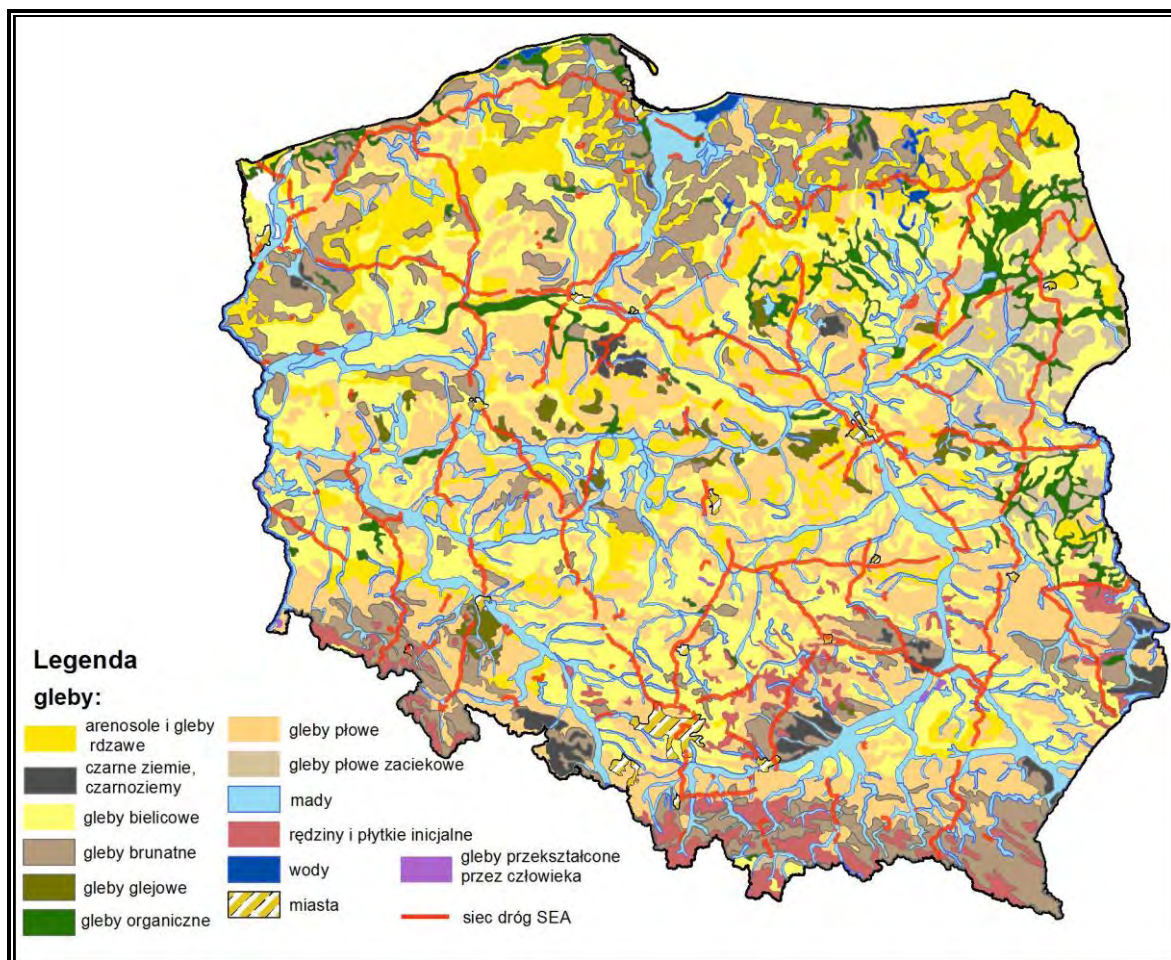 Legenda
gleby:
arenosole i gleby
rdzawe
czarne ziemie,
czarnoziemy
gleby bielicowe
gleby brunatne
gleby glejowe
gleby organiczne
gleby płowe
gleby płowe zaciekowe
mady
rędziny i płytkie inicjalne
wody
miasta
gleby przekształcone
przez człowieka
siec dróg SEA